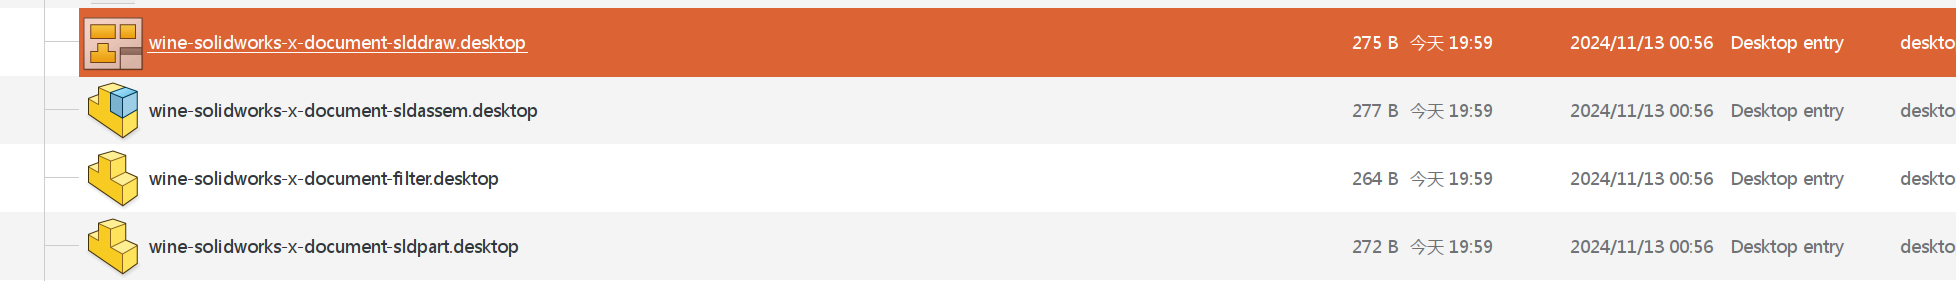 wine-solidworks-x-document-slddraw.desktop 275 B 今天 19:59 2024/11/13 00:56 Desktop entry deskto
wine-solidworks-x-document-sldassem.desktop 277 B 今天 19:59 2024/11/13 00:56 Desktop entry deskto
wine-solidworks-x-document-filter.desktop 264 B 今天 19:59 2024/11/13 00:56 Desktop entry deskto
wine-solidworks-x-document-sldpart.desktop 272 B 今天 19:59 2024/11/13 00:56 Desktop entry deskto